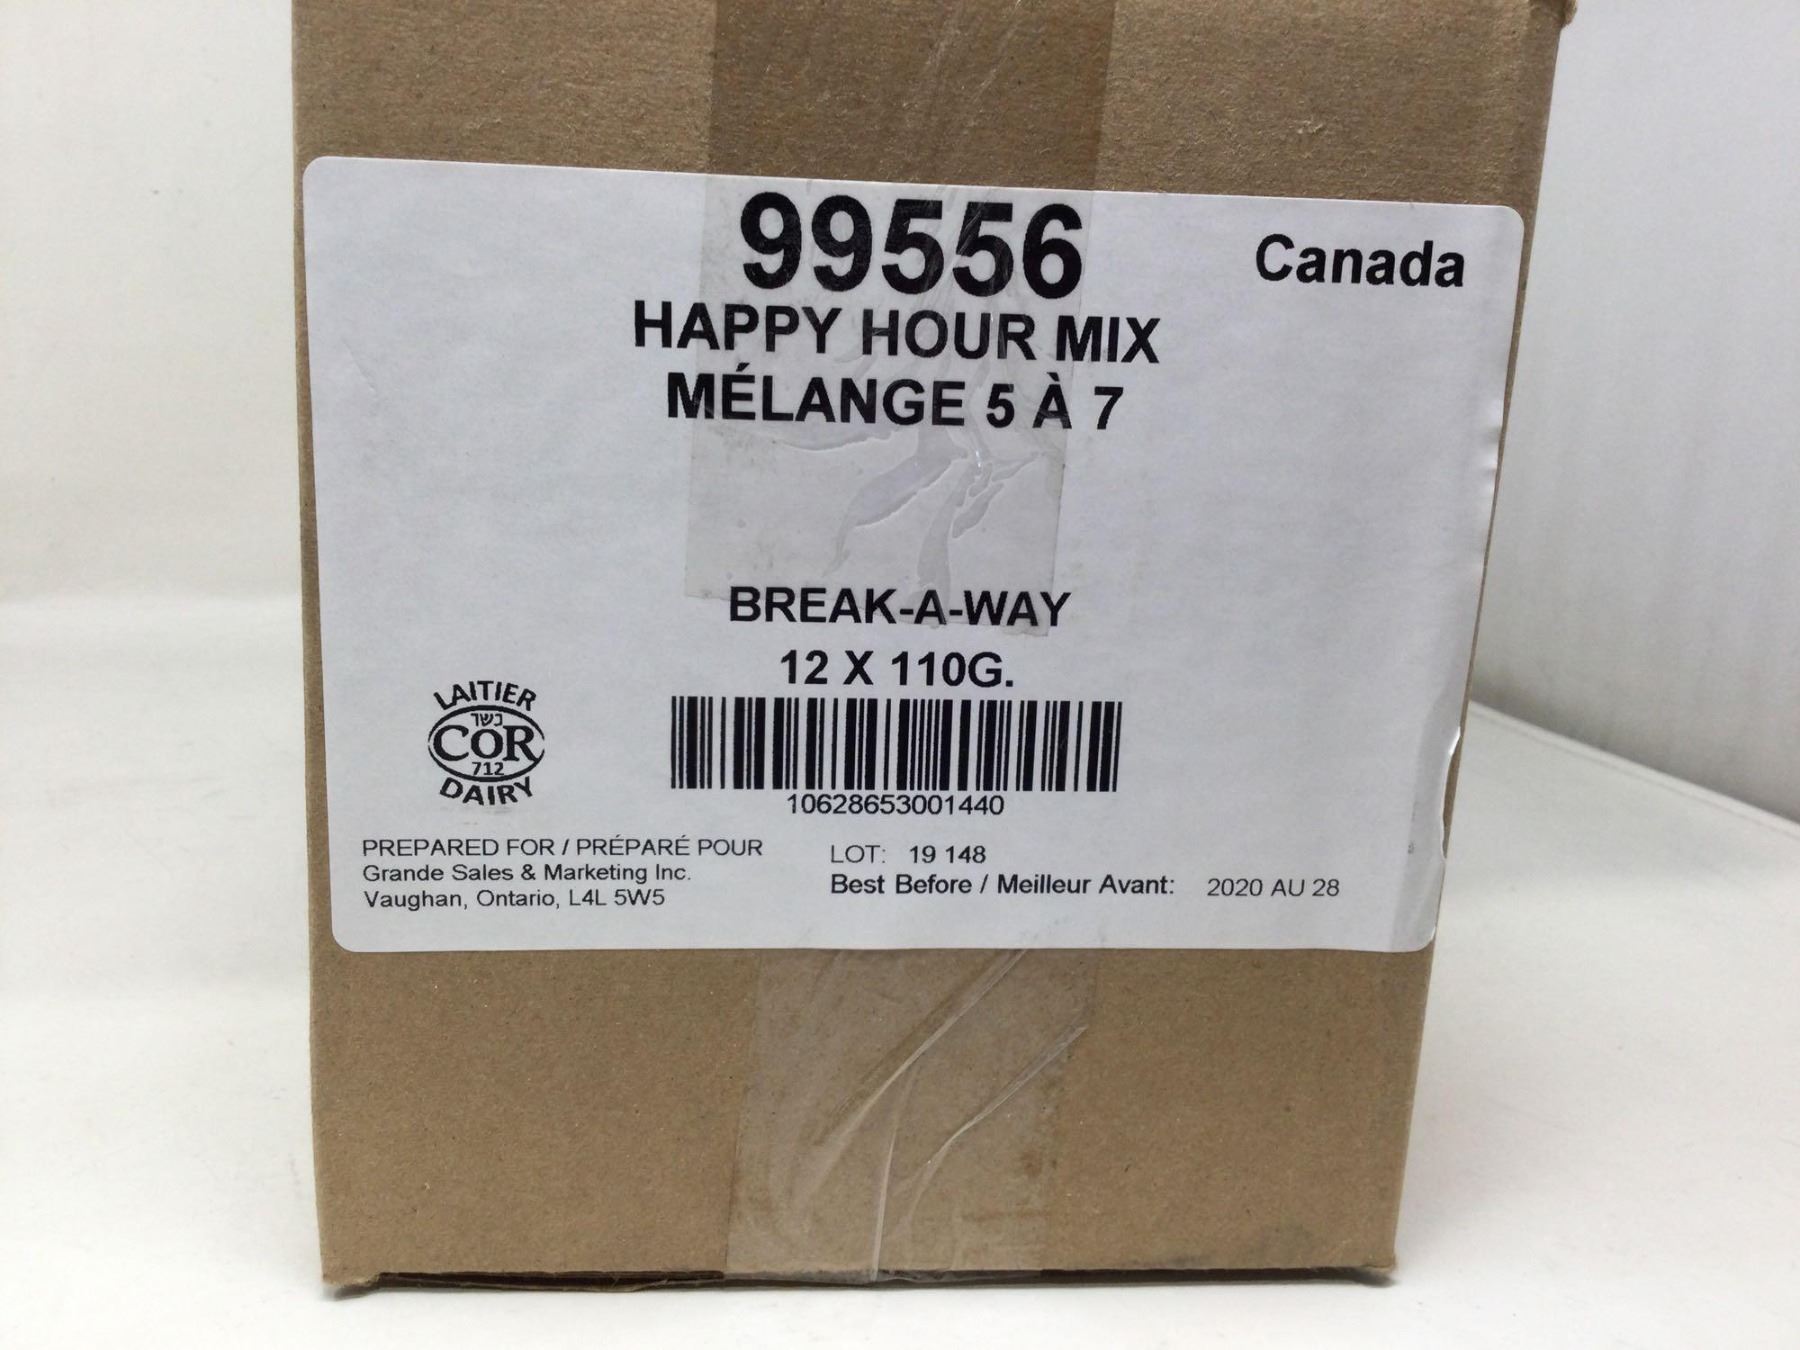 99556
Canada
HAPPY HOUR MIX
MÉLANGE 5 À 7
BREAK-A-WAY
12 X 110G.
LAITIER
כשר
COR
712
DAIRY
10628653001440
PREPARED FOR / PRÉPARÉ POUR
Grande Sales & Marketing Inc.
Vaughan, Ontario, L4L 5W5
LOT: 19 148
Best Before / Meilleur Avant: 2020 AU 28